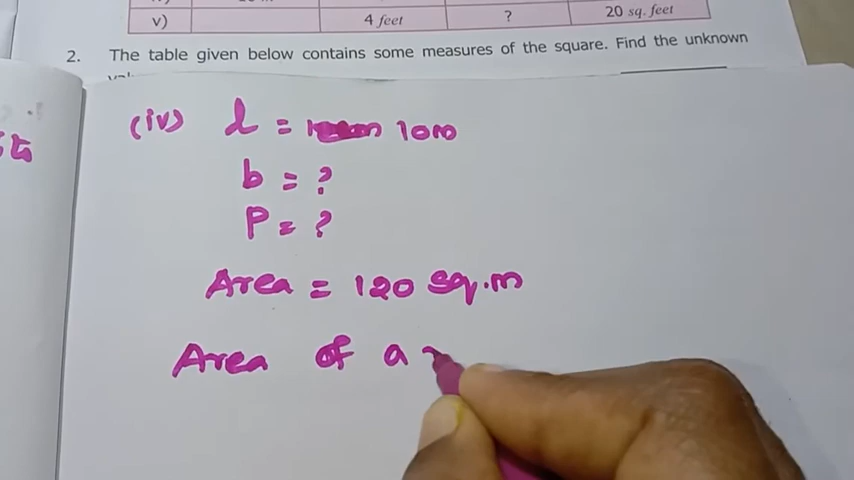 v) 4 feet ? 20 sq. feet
2. The table given below contains some measures of the square. Find the unknown
(iv) l = 10m
b = ?
P = ?
Area = 120 sq.m
Area of a